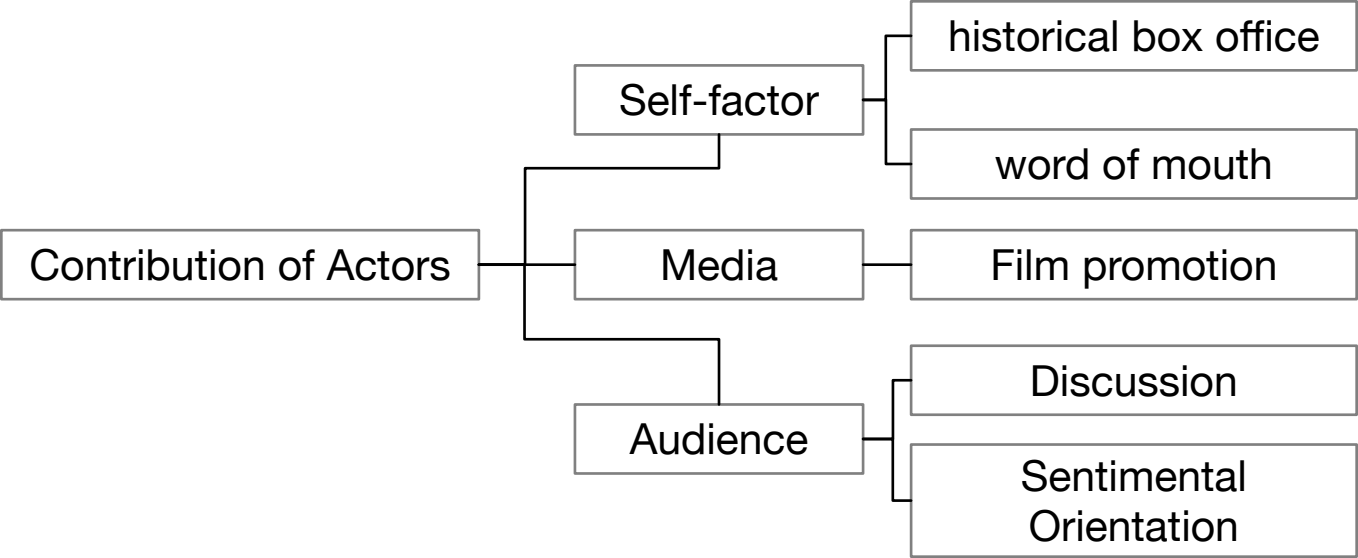 historical box office
Self-factor
word of mouth
Contribution of Actors
Media
Film promotion
Discussion
Audience
Sentimental
Orientation